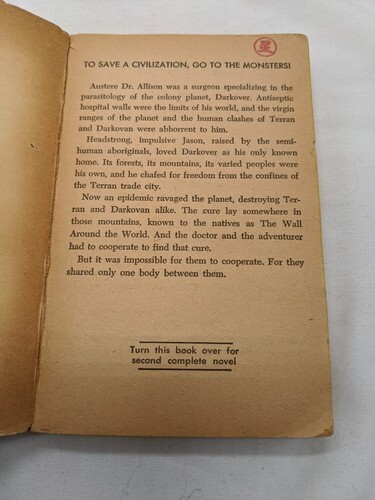 TO SAVE A CIVILIZATION, GO TO THE MONSTERS!
Austere Dr. Allison was a surgeon specializing in the
parasitology of the colony planet, Darkover. Antiseptic
hospital walls were the limits of his world, and the virgin
ranges of the planet and the human clashes of Terran
and Darkovan were abhorrent to him.
Headstrong, impulsive Jason, raised by the semi-
human aboriginals, loved Darkover as his only known
home. Its forests, its mountains, its varied peoples were
his own, and he chafed for freedom from the confines of
the Terran trade city.
Now an epidemic ravaged the planet, destroying Ter-
ran and Darkovan alike. The cure lay somewhere in
those mountains, known to the natives as The Wall
Around the World. And the doctor and the adventurer
had to cooperate to find that cure.
But it was impossible for them to cooperate. For they
shared only one body between them.
Turn this book over for
second complete novel